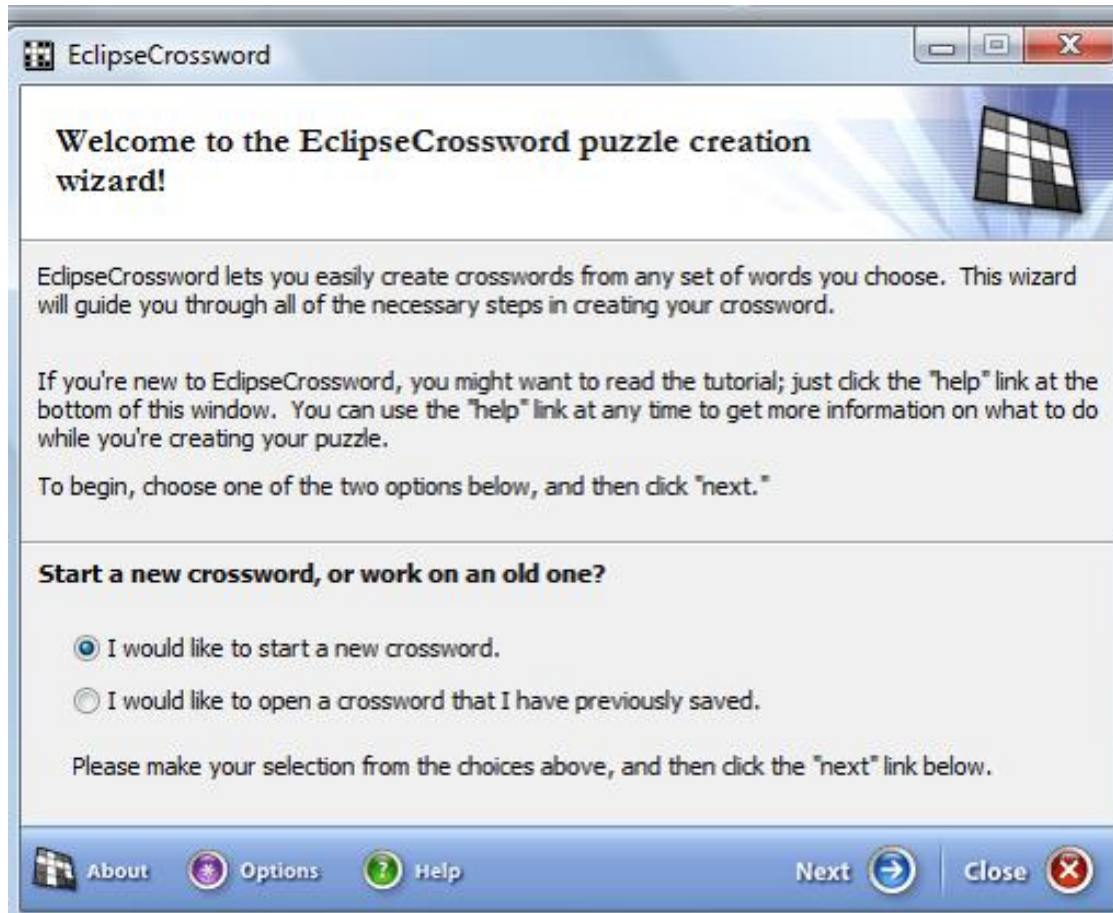 EclipseCrossword
Welcome to the EclipseCrossword puzzle creation
wizard!
EclipseCrossword lets you easily create crosswords from any set of words you choose. This wizard
will guide you through all of the necessary steps in creating your crossword.
If you're new to EclipseCrossword, you might want to read the tutorial; just click the "help" link at the
bottom of this window. You can use the "help" link at any time to get more information on what to do
while you're creating your puzzle.
To begin, choose one of the two options below, and then click "next."
Start a new crossword, or work on an old one?
I would like to start a new crossword.
I would like to open a crossword that I have previously saved.
Please make your selection from the choices above, and then click the "next" link below.
About Options Help Next Close